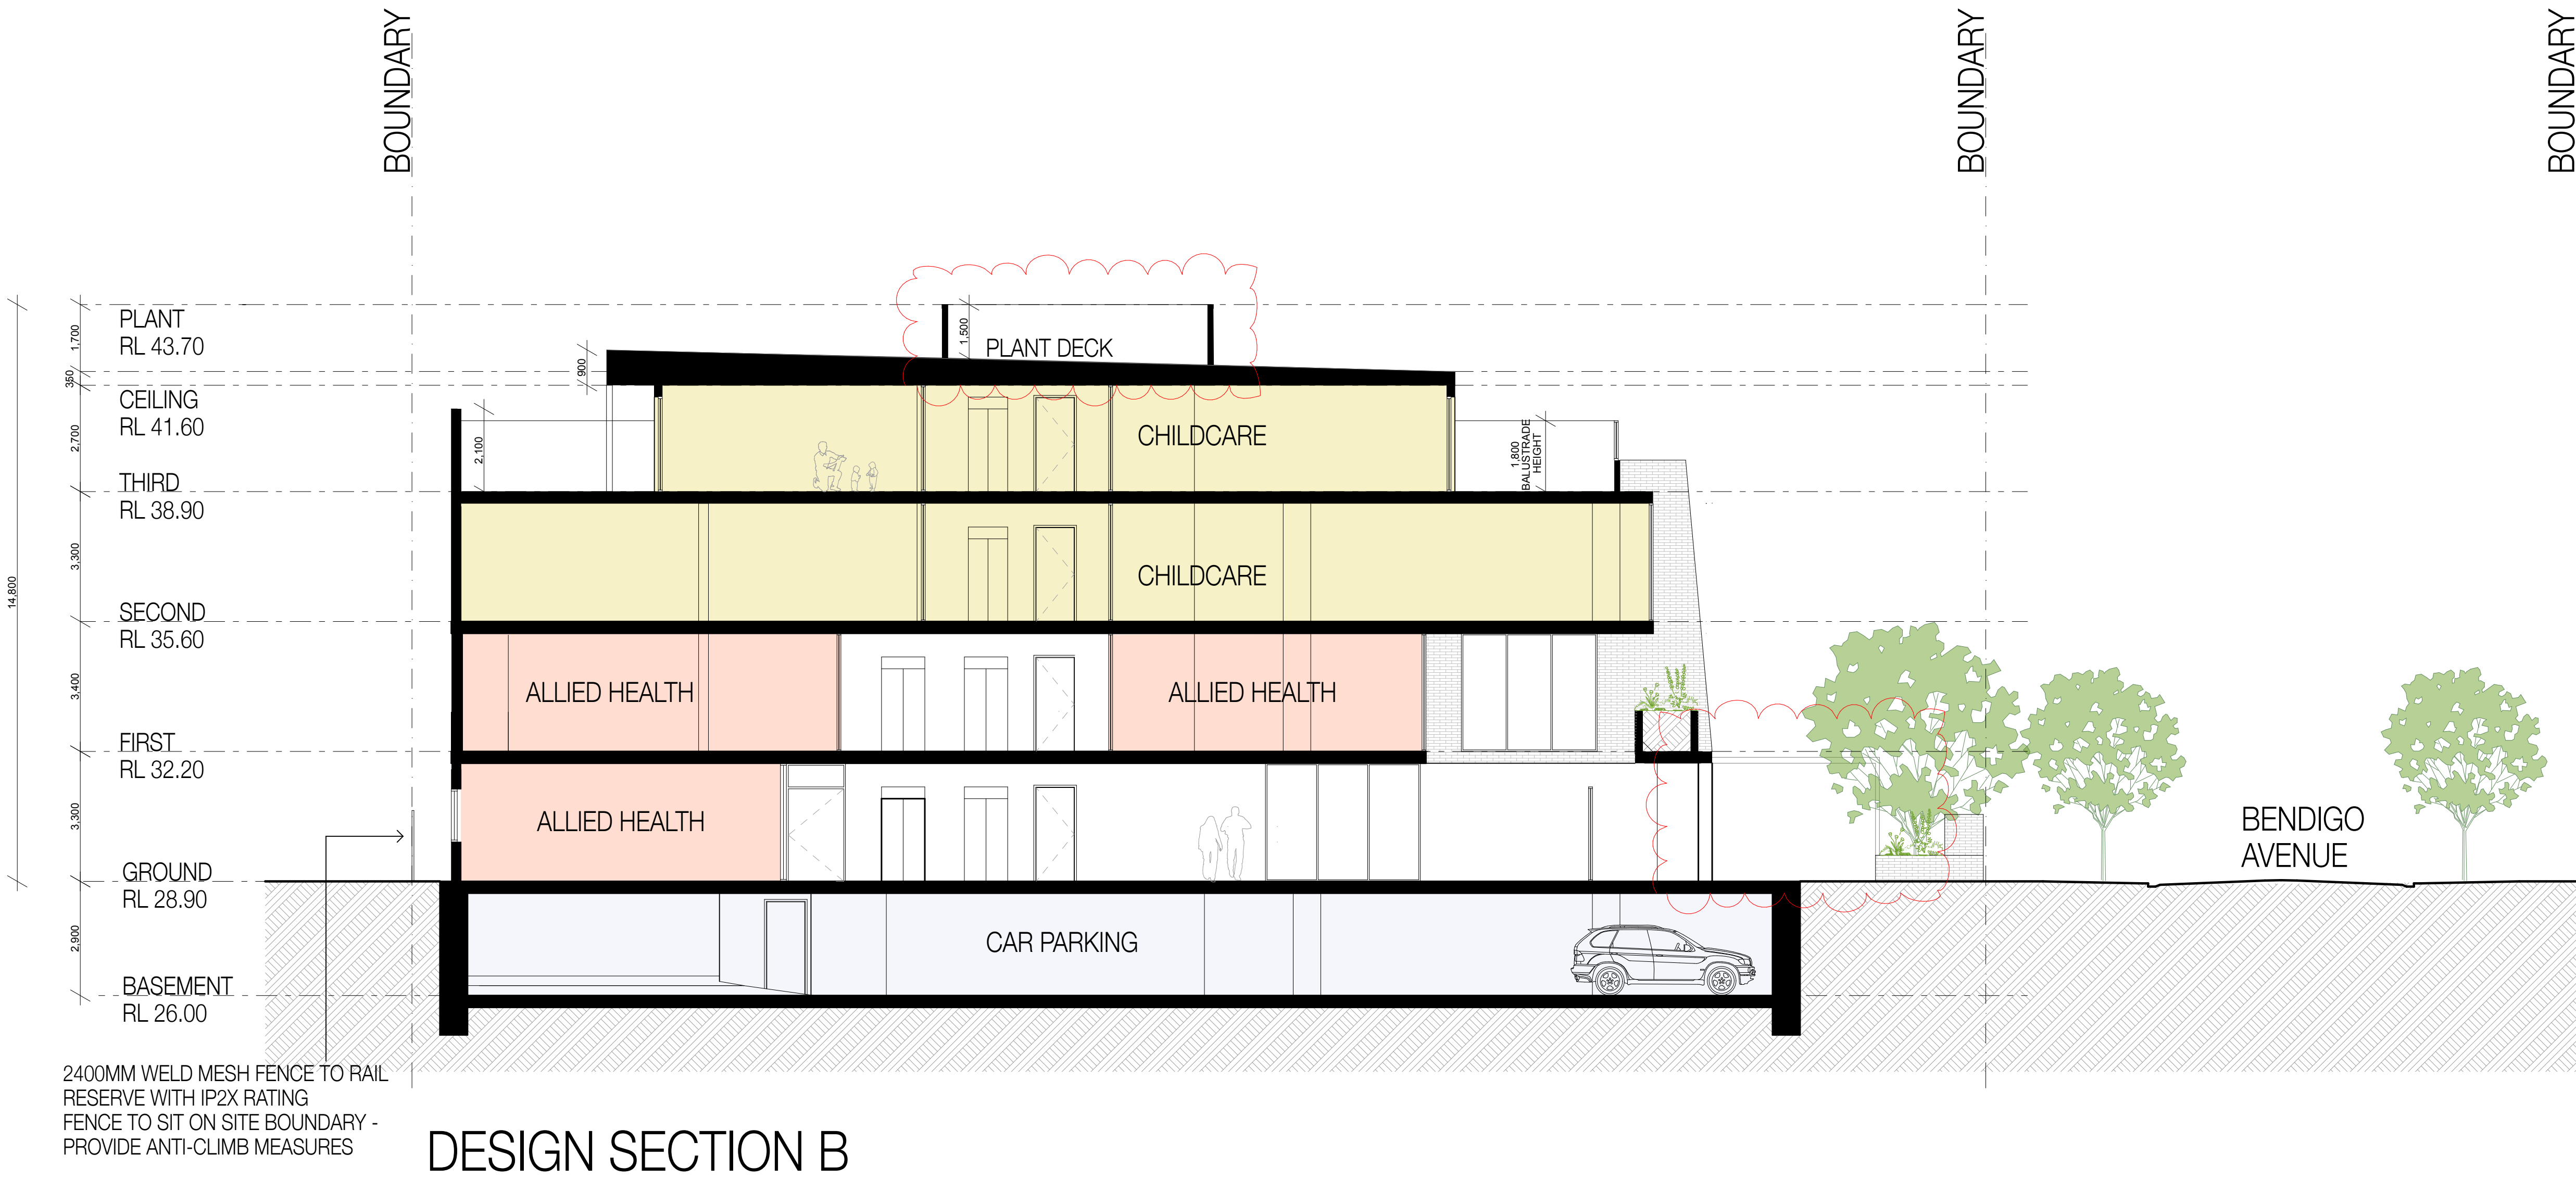 BOUNDARY
BOUNDARY
BOUNDARY
14,800
1,700
350
2,700
3,300
3,400
3,300
2,900
PLANT
RL 43.70
CEILING
RL 41.60
THIRD
RL 38.90
SECOND
RL 35.60
FIRST
RL 32.20
GROUND
RL 28.90
BASEMENT
RL 26.00
900
1,500
PLANT DECK
2,100
CHILDCARE
1,800
BALUSTRADE
HEIGHT
CHILDCARE
ALLIED HEALTH
ALLIED HEALTH
ALLIED HEALTH
CAR PARKING
BENDIGO
AVENUE
2400MM WELD MESH FENCE TO RAIL
RESERVE WITH IP2X RATING
FENCE TO SIT ON SITE BOUNDARY -
PROVIDE ANTI-CLIMB MEASURES
DESIGN SECTION B